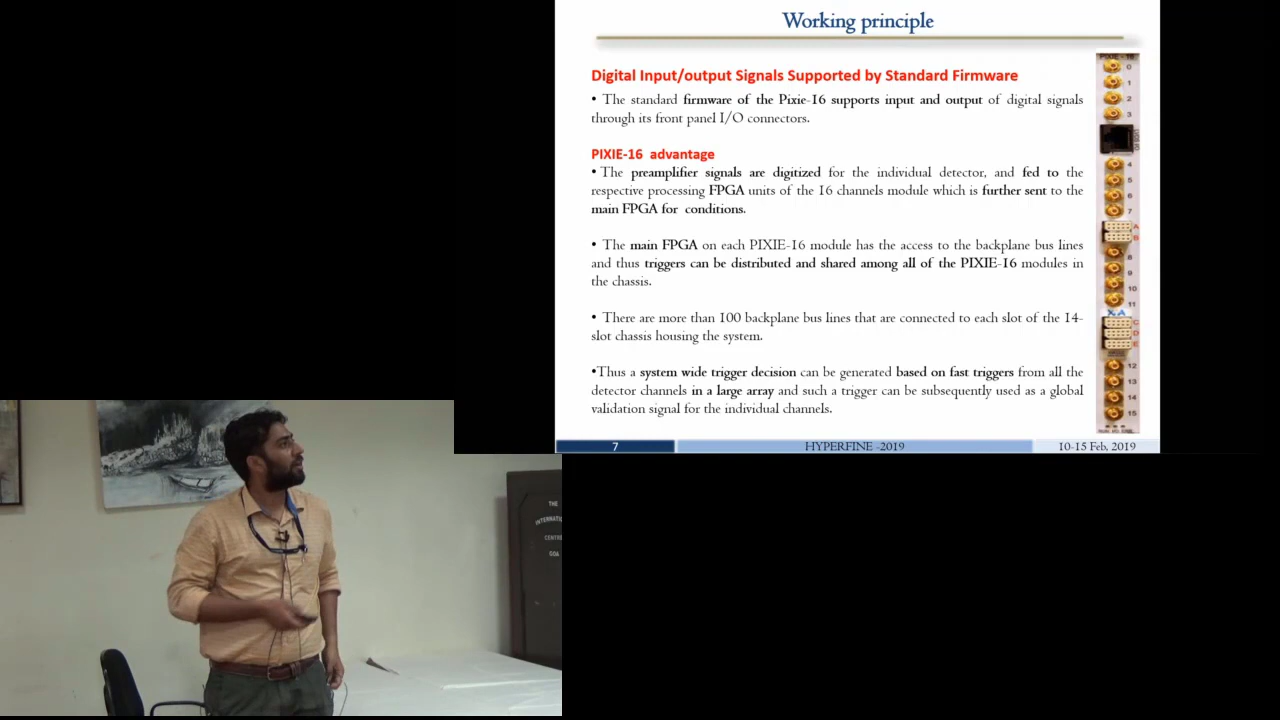 Working principle
Digital Input/output Signals Supported by Standard Firmware
• The standard firmware of the Pixie-16 supports input and output of digital signals
through its front panel I/O connectors.
PIXIE-16 advantage
• The preamplifier signals are digitized for the individual detector, and fed to the
respective processing FPGA units of the 16 channels module which is further sent to the
main FPGA for conditions.
• The main FPGA on each PIXIE-16 module has the access to the backplane bus lines
and thus triggers can be distributed and shared among all of the PIXIE-16 modules in
the chassis.
• There are more than 100 backplane bus lines that are connected to each slot of the 14-
slot chassis housing the system.
•Thus a system wide trigger decision can be generated based on fast triggers from all the
detector channels in a large array and such a trigger can be subsequently used as a global
validation signal for the individual channels.
0
1
2
3
4
5
6
7
A
B
8
9
10
11
XIA
C
D
E
12
13
14
15
7 HYPERFINE -2019 10-15 Feb, 2019
THE
INTERNATIO
CENTRE
GOA